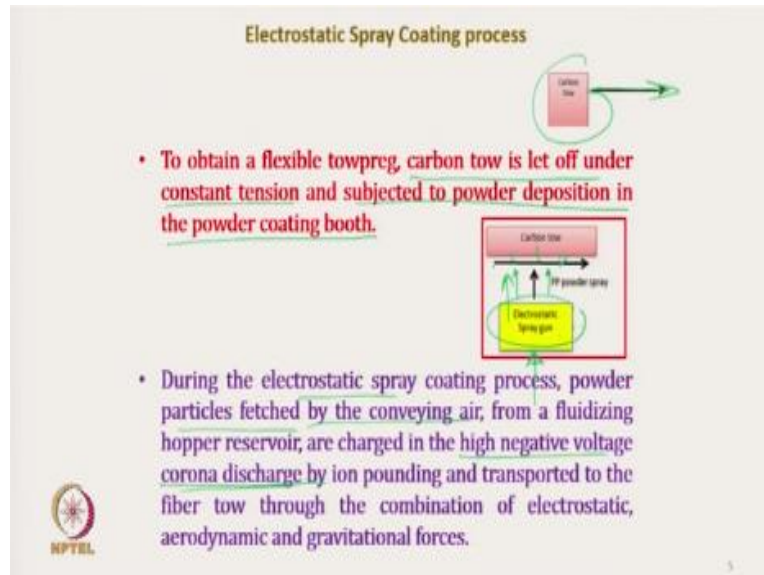 Electrostatic Spray Coating process
Carbon
Tow
• To obtain a flexible towpreg, carbon tow is let off under
constant tension and subjected to powder deposition in
the powder coating booth.
Carbon tow
PP powder spray
Electrostatic
Spray gun
• During the electrostatic spray coating process, powder
particles fetched by the conveying air, from a fluidizing
hopper reservoir, are charged in the high negative voltage
corona discharge by ion pounding and transported to the
fiber tow through the combination of electrostatic,
aerodynamic and gravitational forces.
NPTEL
5